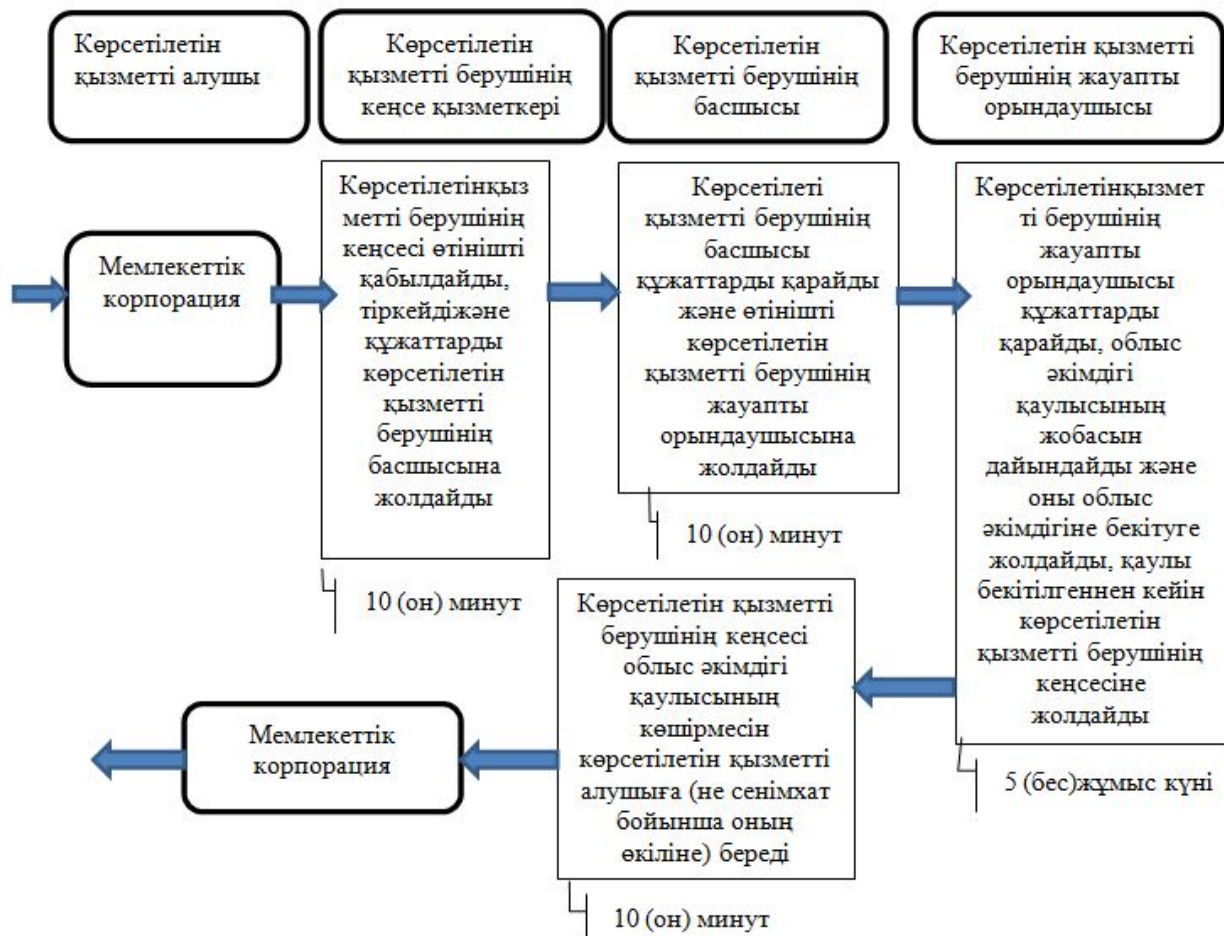 Көрсетілетін
қызметті алушы
Көрсетілетін
қызметті берушінің
кеңсе қызметкері
Көрсетілетін
қызметті берушінің
басшысы
Көрсетілетін қызметті
берушінің жауапты
орындаушысы
Мемлекеттік
корпорация
Көрсетілетінқыз
метті берушінің
кеңсесі өтінішті
қабылдайды,
тіркейдіжәне
құжаттарды
көрсетілетін
қызметті
берушінің
басшысына
жолдайды
10 (он) минут
Көрсетілеті
қызметті берушінің
басшысы
құжаттарды қарайды
және өтінішті
көрсетілетін
қызметті берушінің
жауапты
орындаушысына
жолдайды
10 (он) минут
Көрсетілетінқызмет
ті берушінің
жауапты
орындаушысы
құжаттарды
қарайды, облыс
әкімдігі
қаулысының
жобасын
дайындайды және
оны облыс
әкімдігіне бекітуге
жолдайды, қаулы
бекітілгеннен кейін
көрсетілетін
қызметті берушінің
кеңсесіне
жолдайды
5 (бес)жұмыс күні
Көрсетілетін қызметті
берушінің кеңсесі
облыс әкімдігі
қаулысының
көшірмесін
көрсетілетін қызметті
алушыға (не сенімхат
бойынша оның
өкіліне) береді
10 (он) минут
Мемлекеттік
корпорация